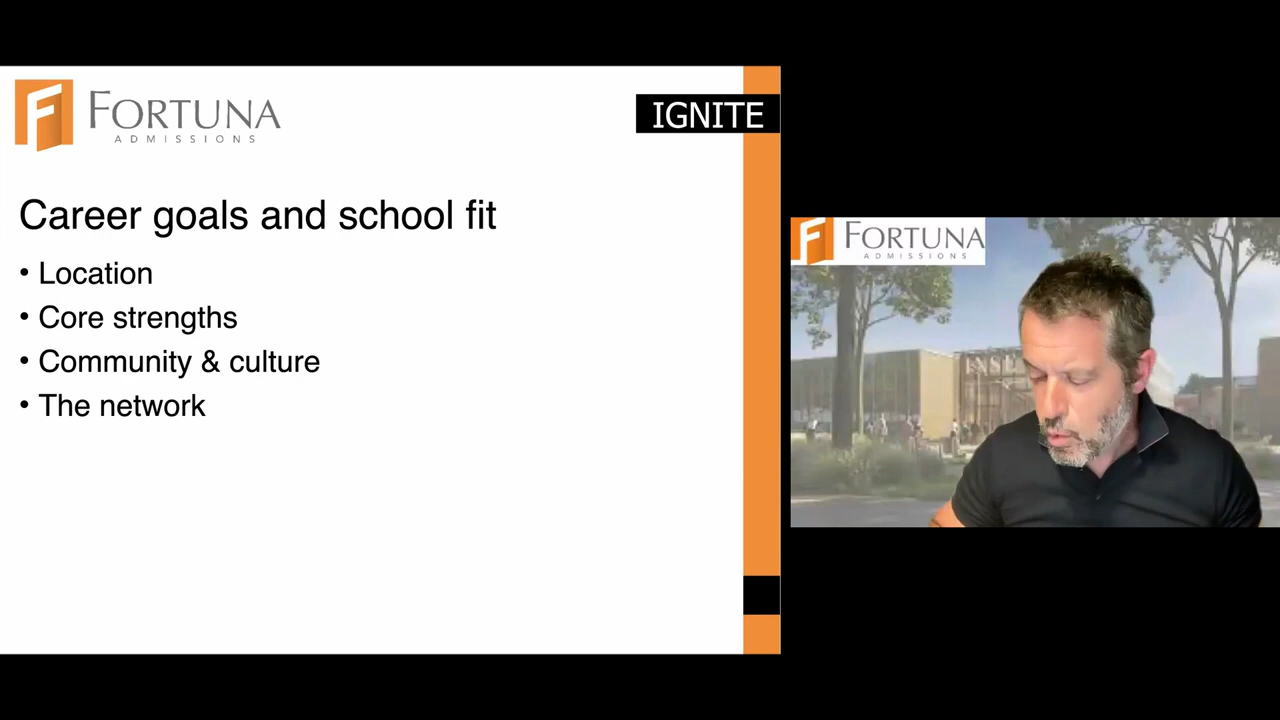 FORTUNA
ADMISSIONS
IGNITE
Career goals and school fit
• Location
• Core strengths
• Community & culture
• The network
FORTUNA
ADMISSIONS